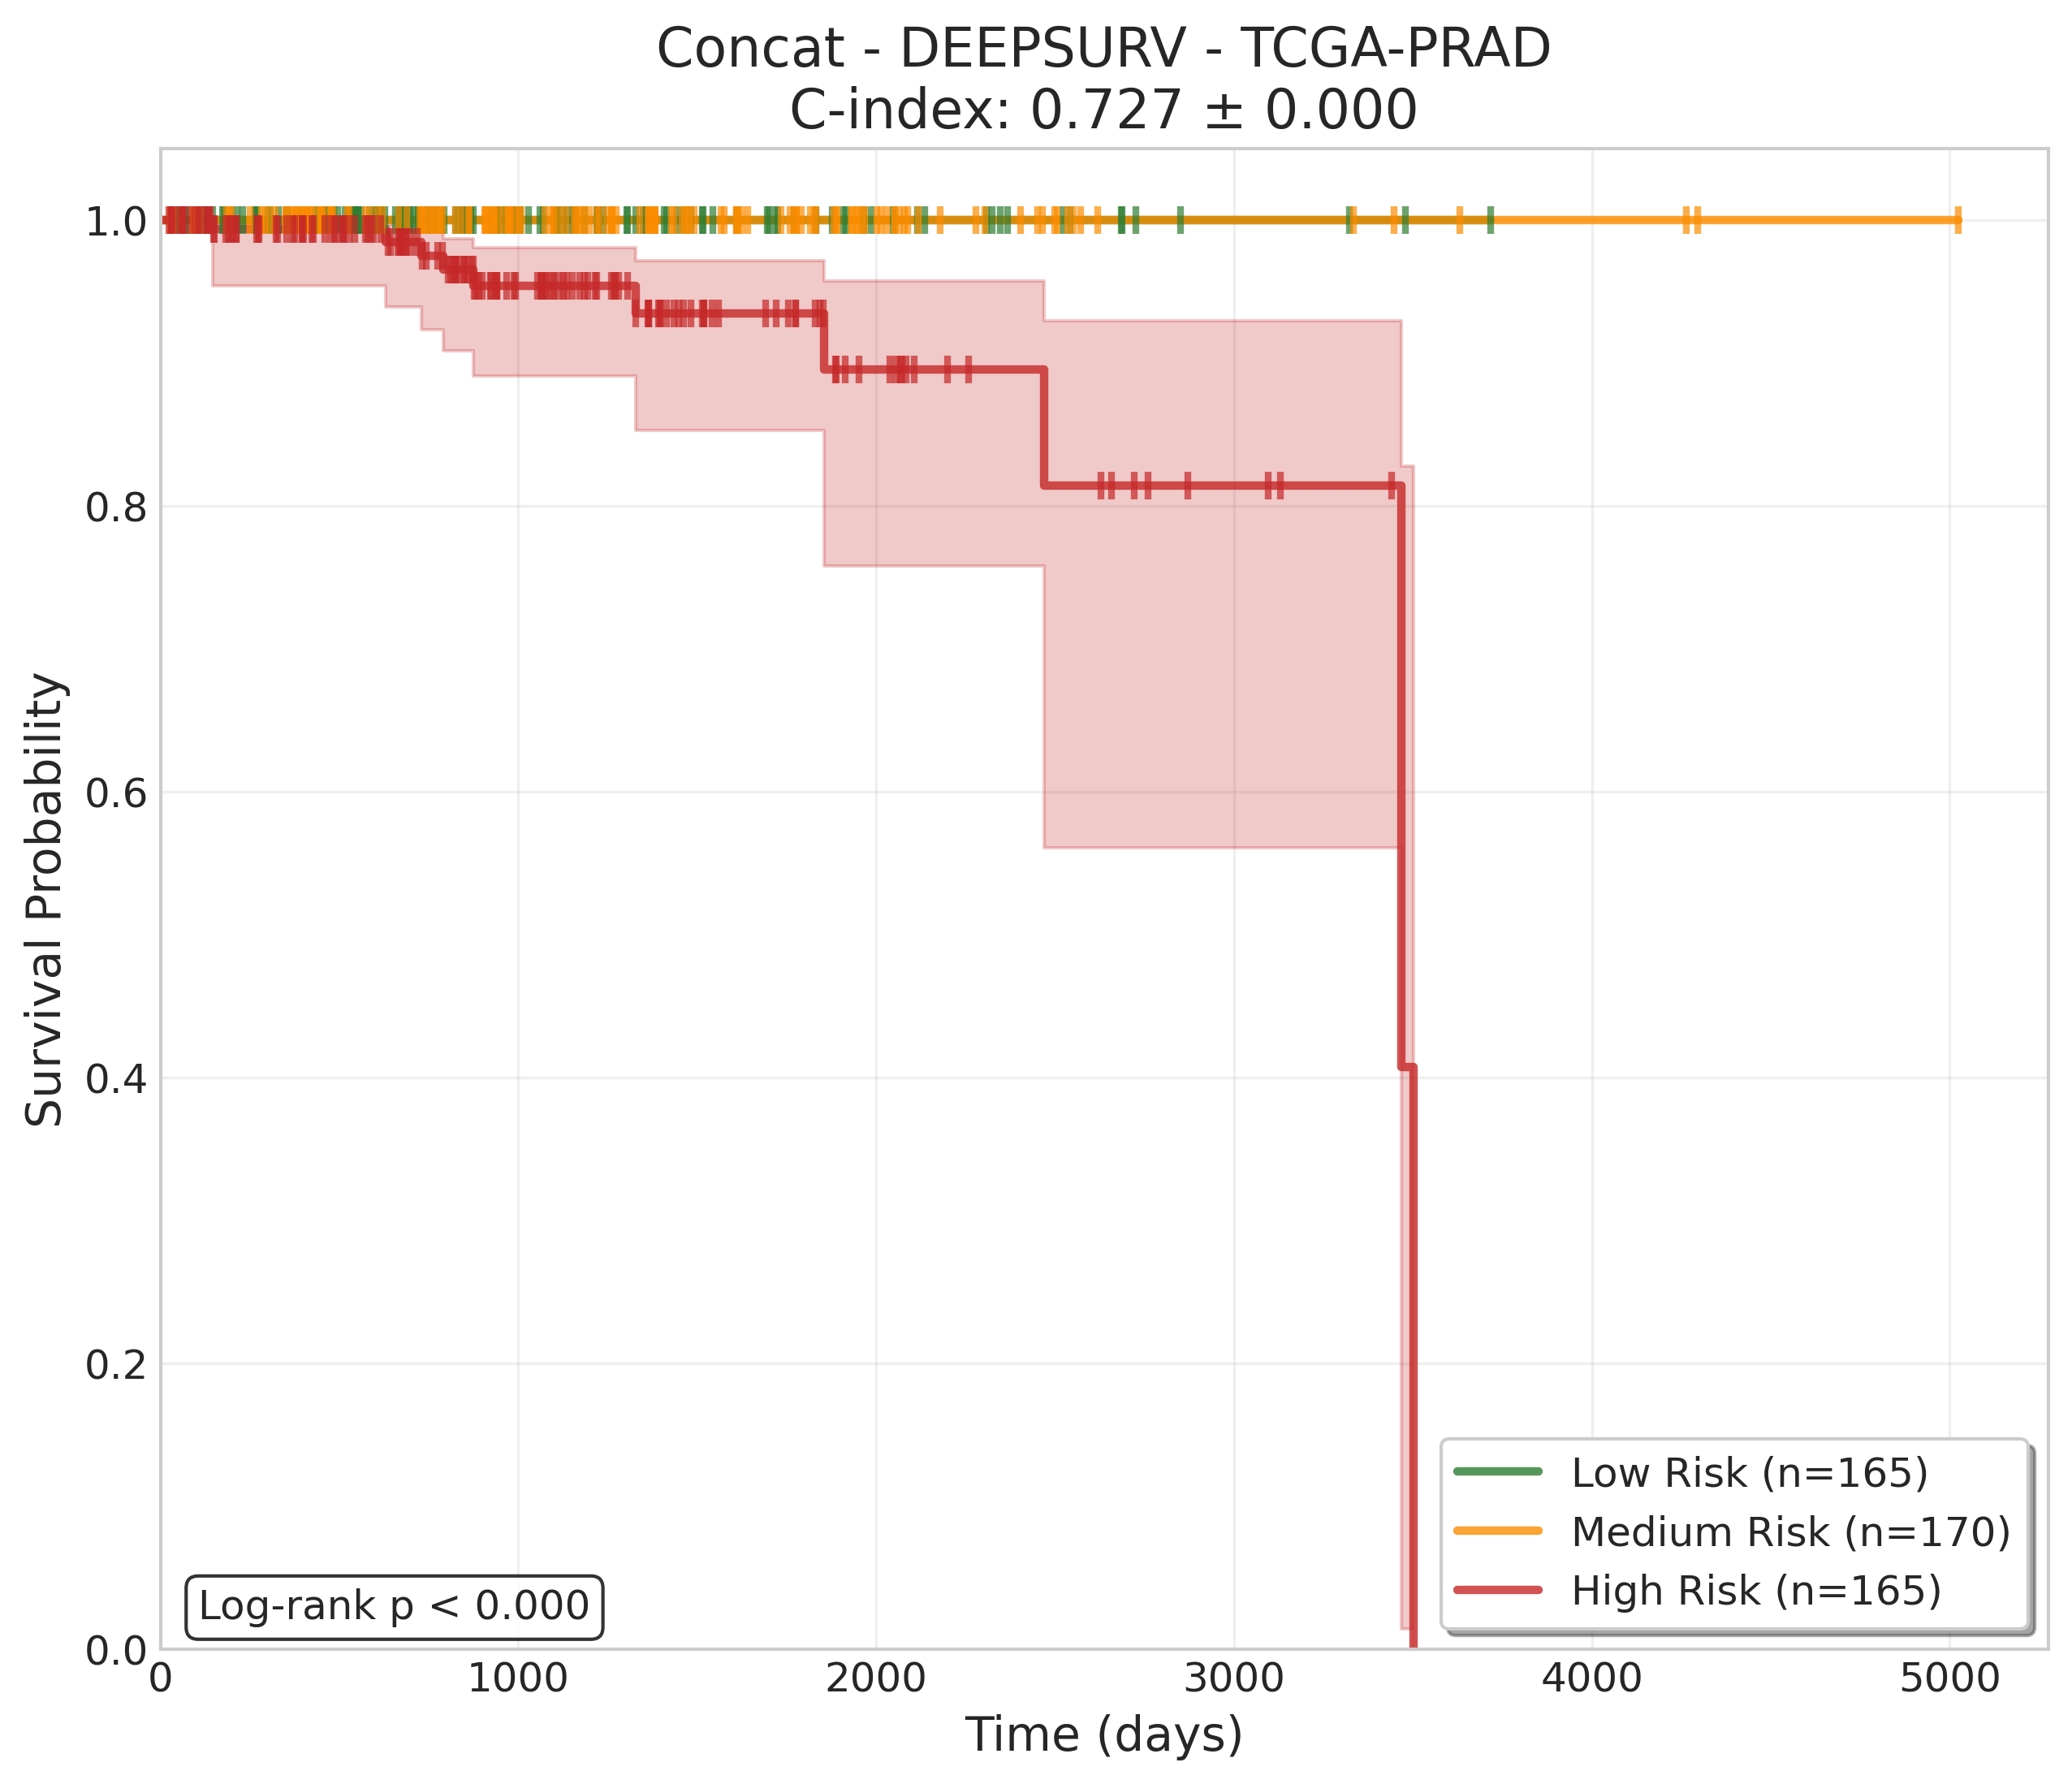 Concat - DEEPSURV - TCGA-PRAD
C-index: 0.727 ± 0.000
Survival Probability
1.0
0.8
0.6
0.4
0.2
0.0
Log-rank p < 0.000
Low Risk (n=165)
Medium Risk (n=170)
High Risk (n=165)
0 1000 2000 3000 4000 5000
Time (days)